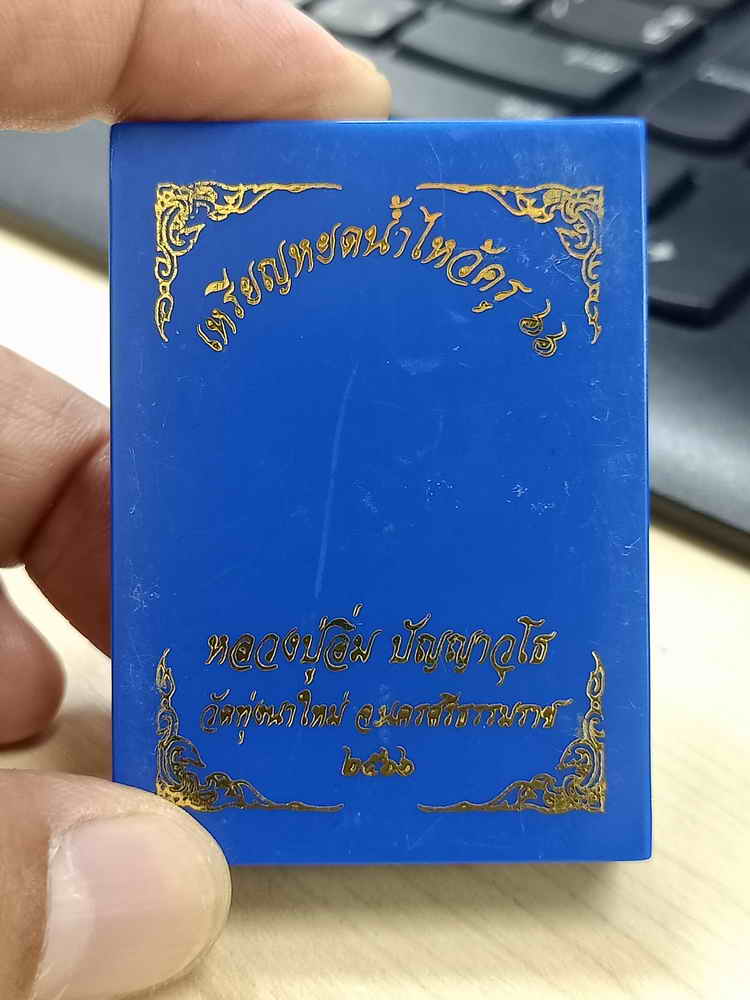 เหรียญหยดน้ำไหว้ครู ๖๖
หลวงปู่อิ่ม ปัญญาวุโธ
วัดทุ่งนาใหม่ จ.นครศรีธรรมราช
๒๕๖๖